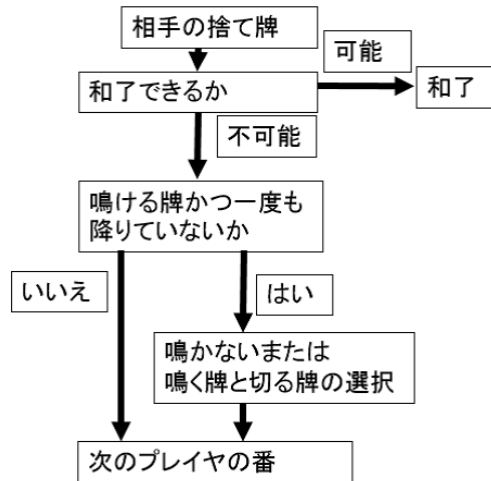 相手の捨て牌
可能
和了できるか
和了
不可能
鳴ける牌かつ一度も
降りていないか
いいえ
はい
鳴かないまたは
鳴く牌と切る牌の選択
次のプレイヤの番